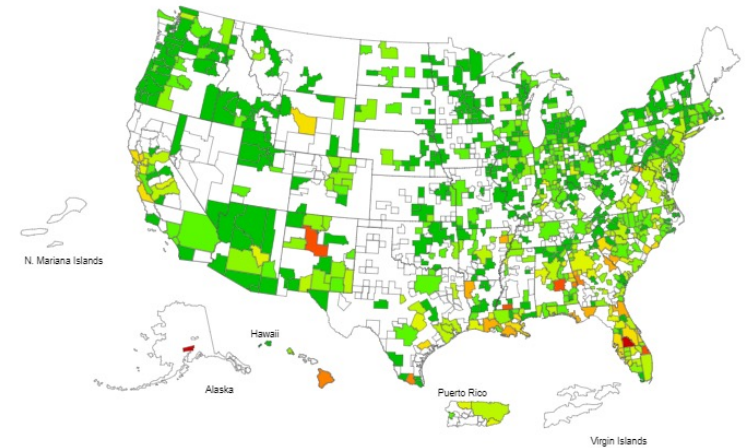 N. Mariana Islands
Hawaii
Alaska
Puerto Rico
Virgin Islands